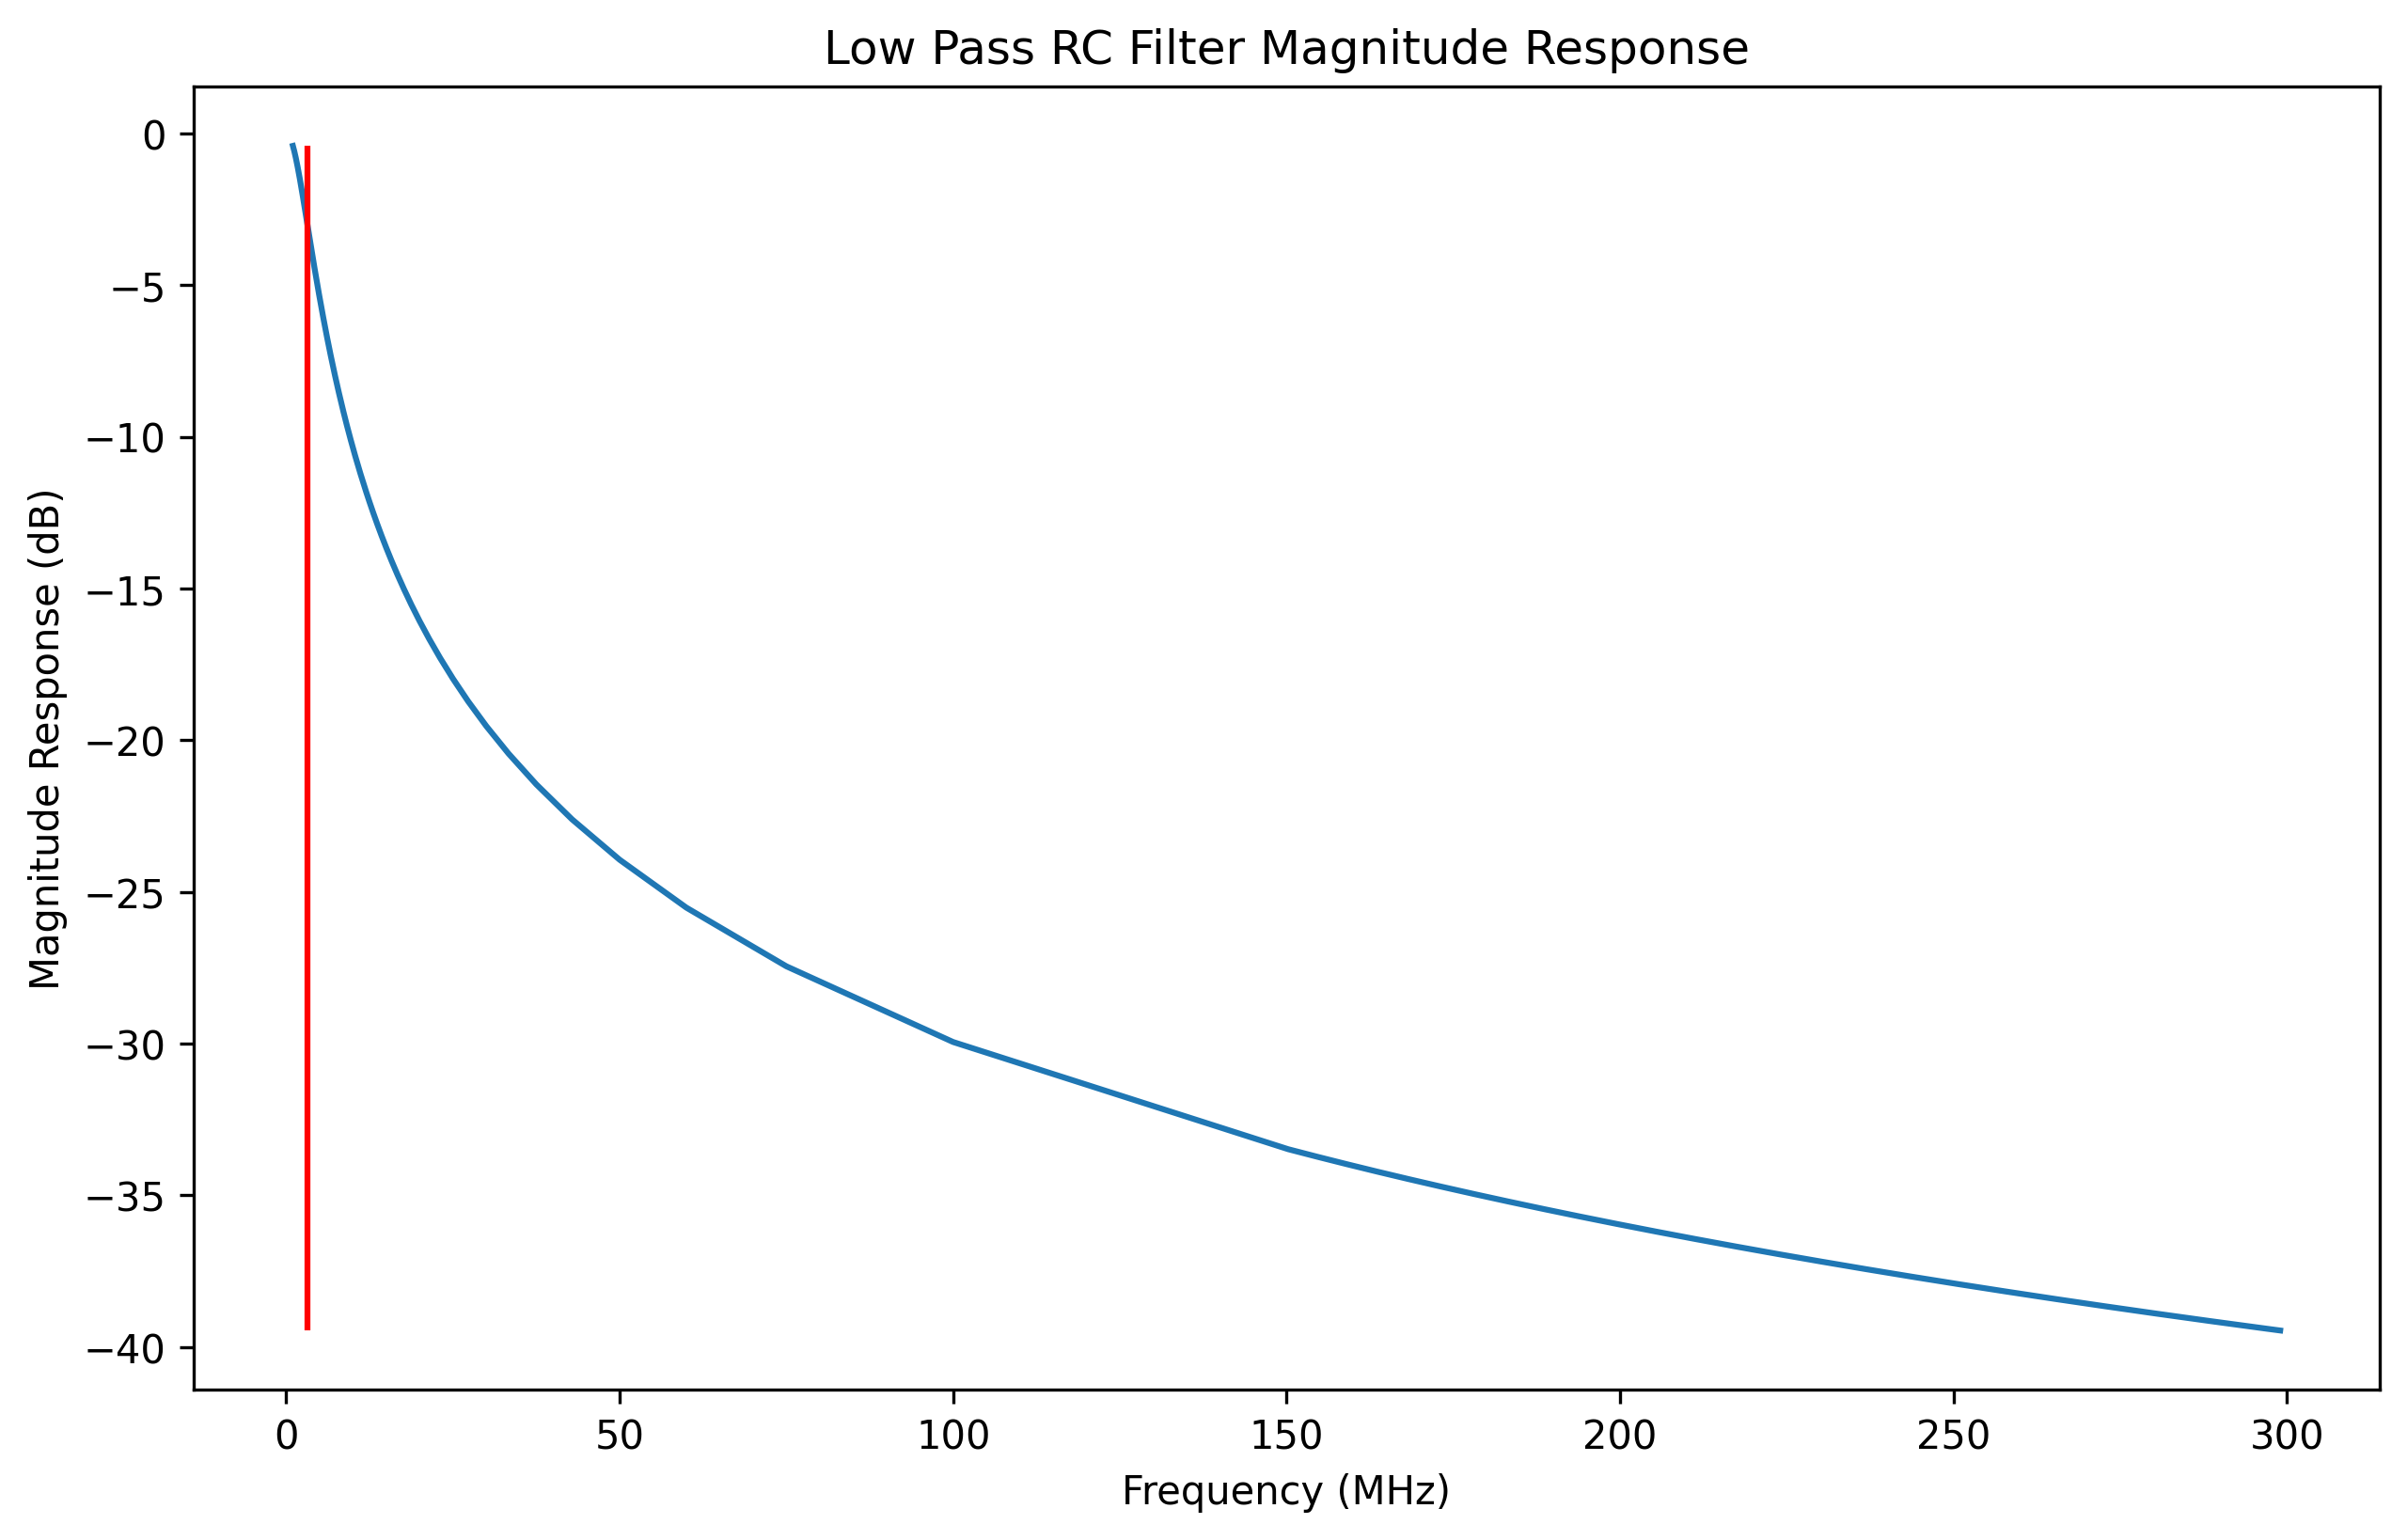 Low Pass RC Filter Magnitude Response
Magnitude Response (dB)
0
−5
−10
−15
−20
−25
−30
−35
−40
0 50 100 150 200 250 300
Frequency (MHz)